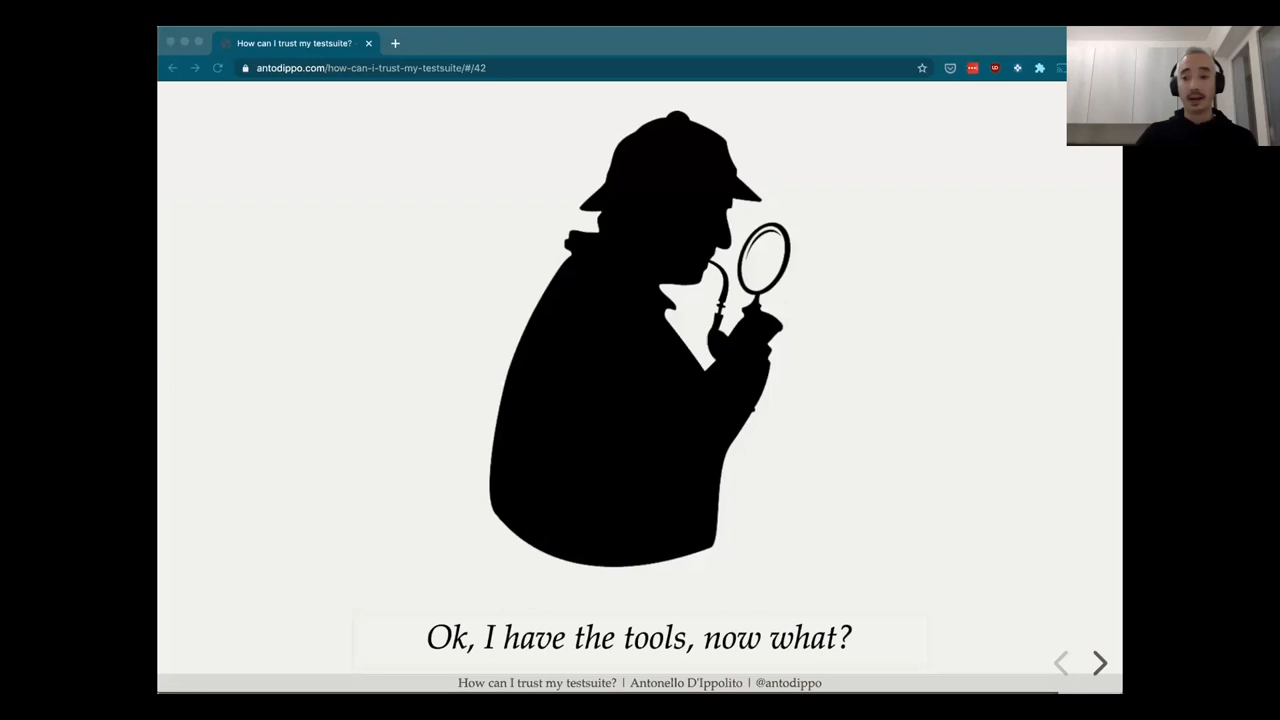 How can I trust my testsuite?
antodippo.com/how-can-i-trust-my-testsuite/#/42
Ok, I have the tools, now what?
How can I trust my testsuite? | Antonello D'Ippolito | @antodippo